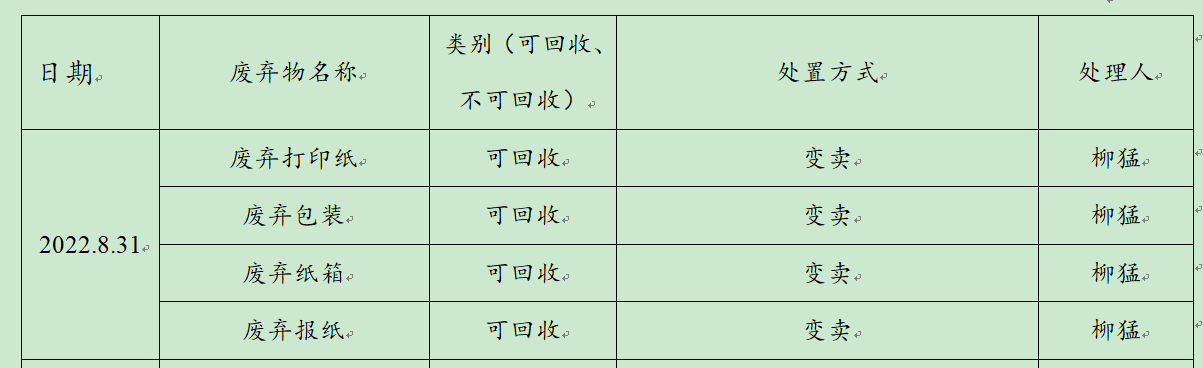 日期 废弃物名称 类别（可回收、不可回收） 处置方式 处理人
2022.8.31 废弃打印纸 可回收 变卖 柳猛
废弃包装 可回收 变卖 柳猛
废弃纸箱 可回收 变卖 柳猛
废弃报纸 可回收 变卖 柳猛